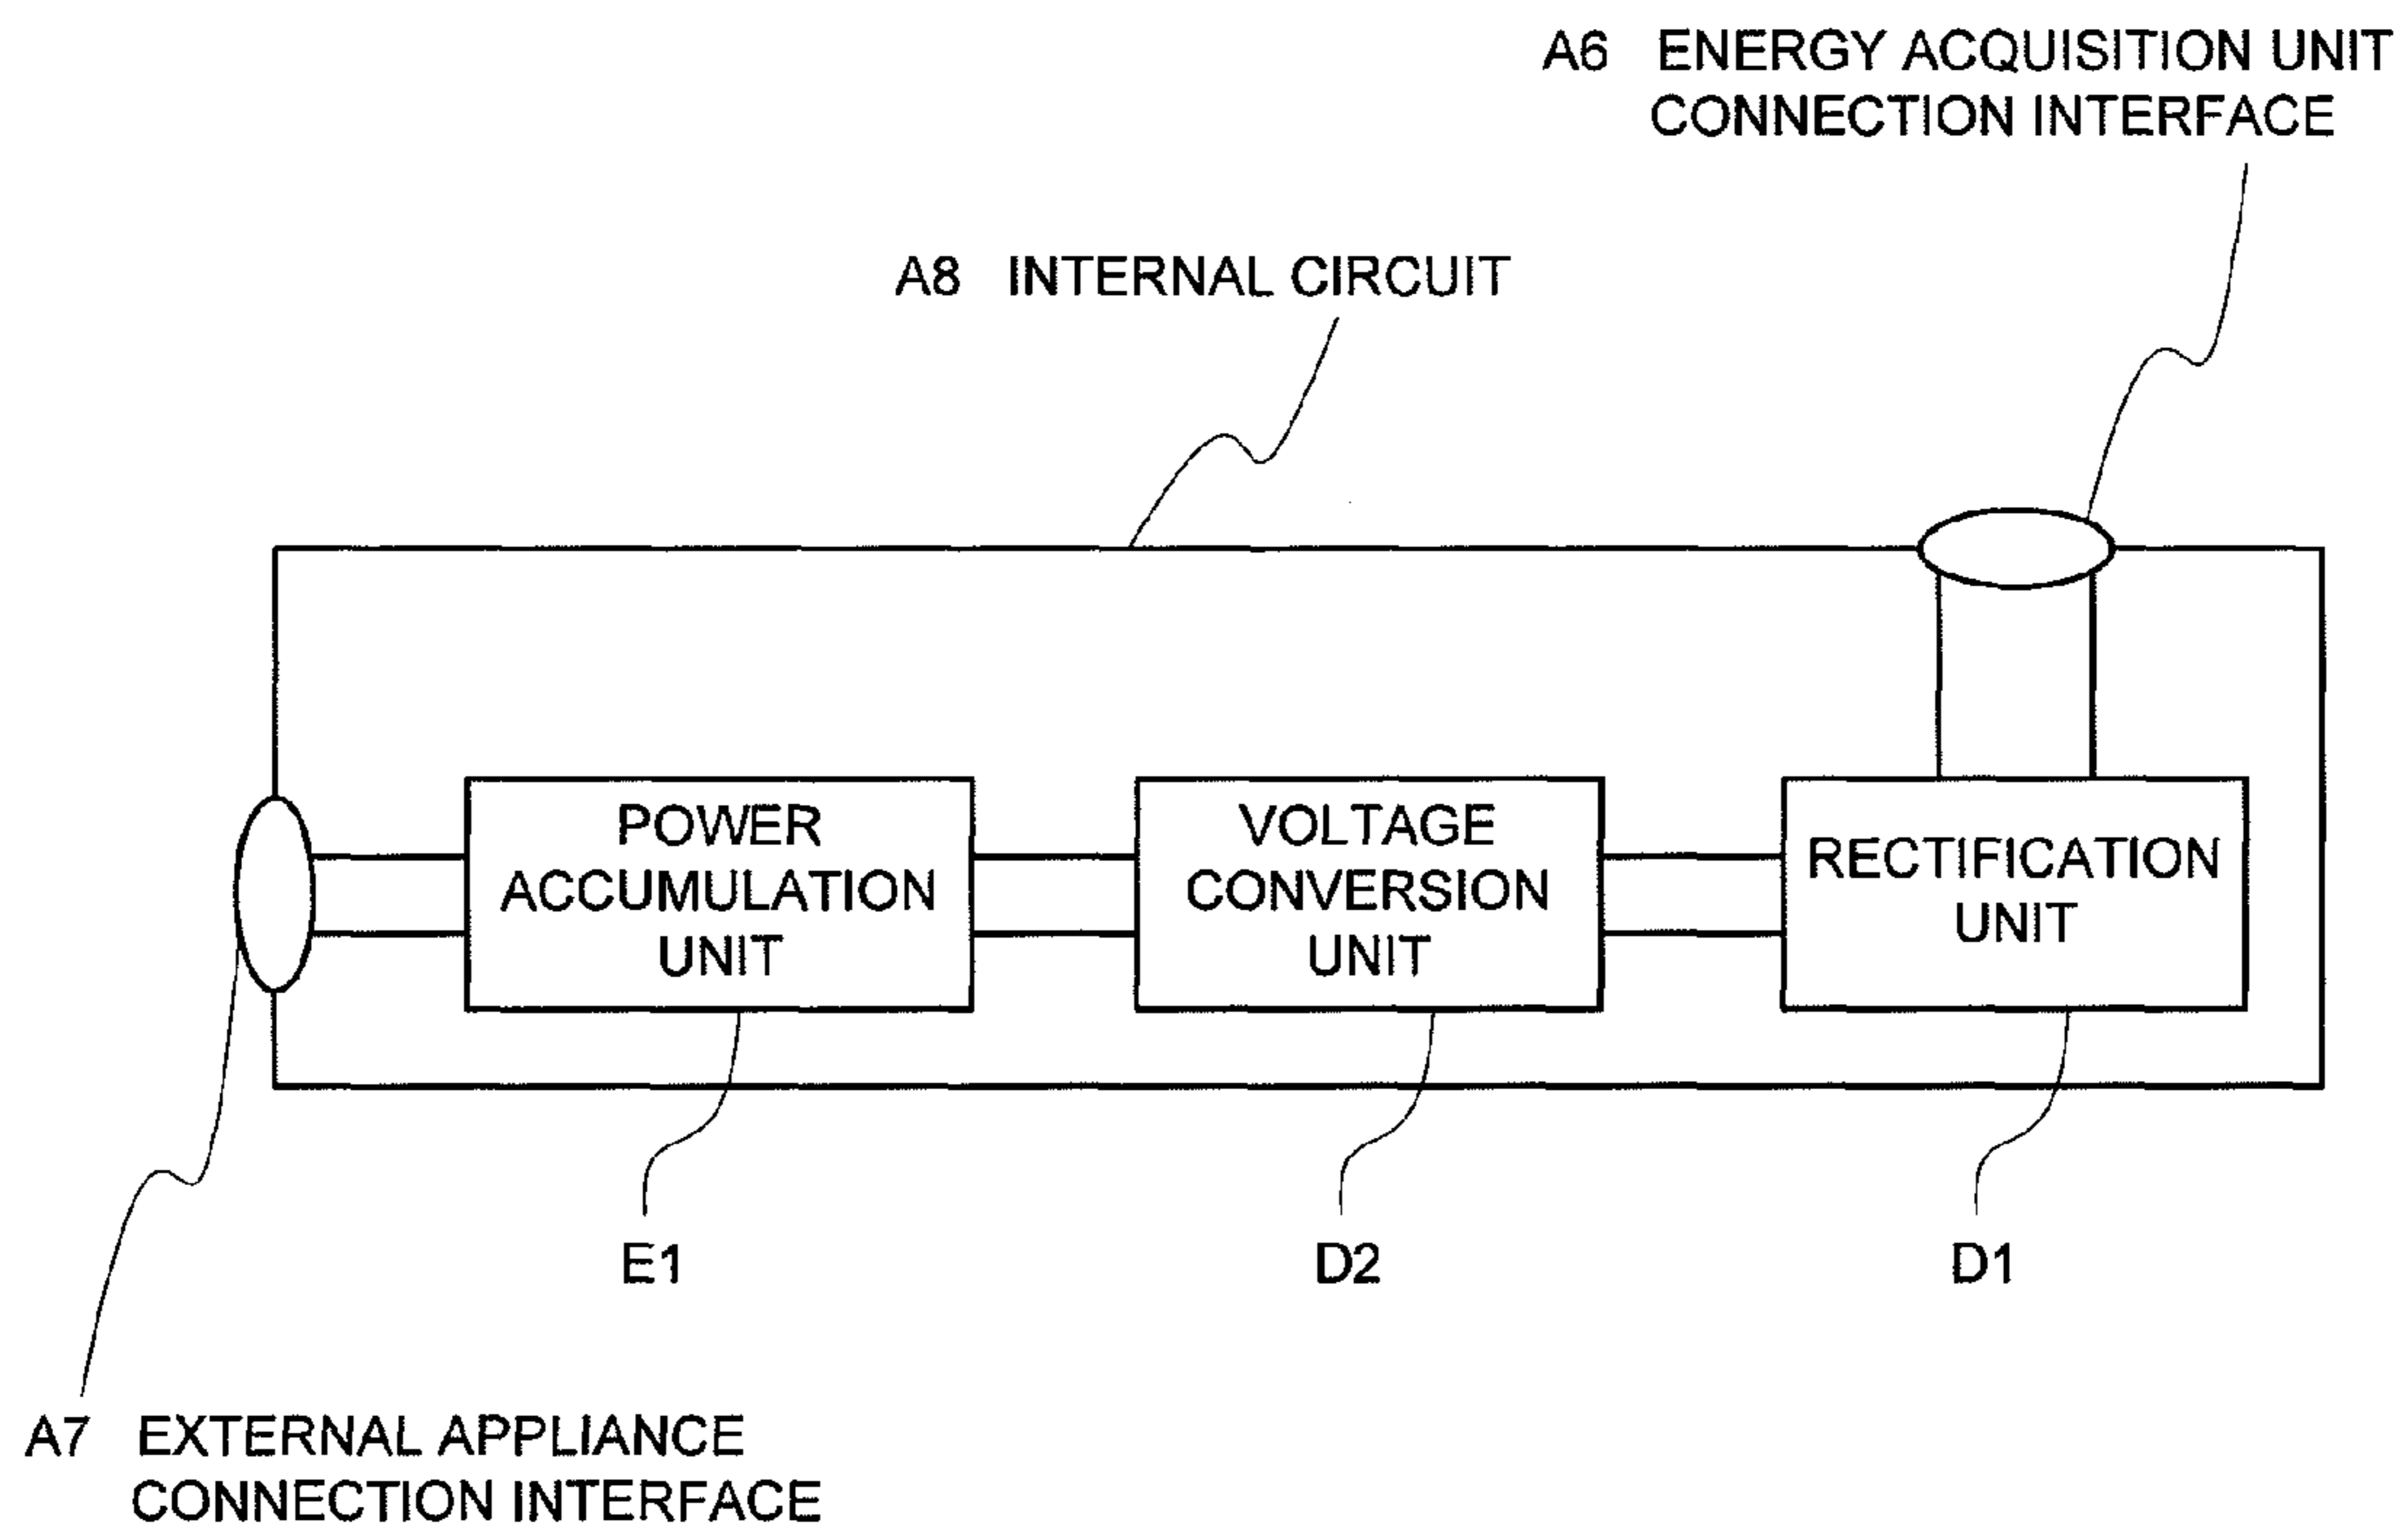 A6 ENERGY ACQUISITION UNIT
CONNECTION INTERFACE
A8 INTERNAL CIRCUIT
POWER
ACCUMULATION
UNIT
VOLTAGE
CONVERSION
UNIT
RECTIFICATION
UNIT
E1
D2
D1
A7 EXTERNAL APPLIANCE
CONNECTION INTERFACE